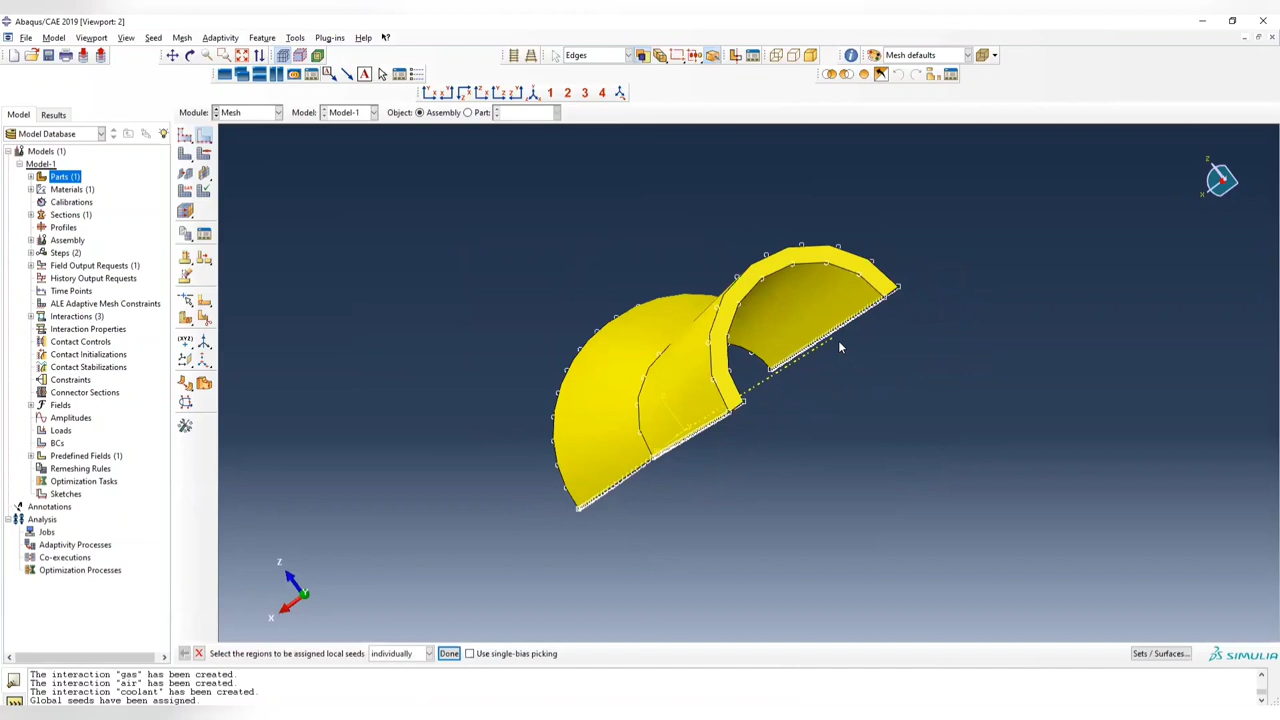 Abaqus/CAE 2019 [Viewport: 2]
File Model Viewport View Seed Mesh Adaptivity Feature Tools Plug-ins Help
Edges Mesh defaults
1 2 3 4
Model Results Module: Mesh Model: Model-1 Object: Assembly Part:
Model Database
Models (1)
Model-1
Parts (1)
Materials (1)
Calibrations
Sections (1)
Profiles
Assembly
Steps (2)
Field Output Requests (1)
History Output Requests
Time Points
ALE Adaptive Mesh Constraints
Interactions (3)
Interaction Properties
Contact Controls
Contact Initializations
Contact Stabilizations
Constraints
Connector Sections
Fields
Amplitudes
Loads
BCs
Predefined Fields (1)
Remeshing Rules
Optimization Tasks
Sketches
Annotations
Analysis
Jobs
Adaptivity Processes
Co-executions
Optimization Processes
Z
X
Z
Y
X
Select the regions to be assigned local seeds individually Done Use single-bias picking Sets / Surfaces...
SIMULIA
The interaction "gas" has been created.
The interaction "air" has been created.
The interaction "coolant" has been created.
Global seeds have been assigned.